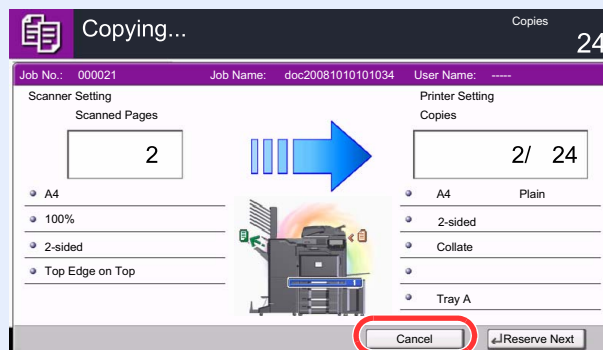 Copying...
Copies
24
Job No.: 000021 Job Name: doc20081010101034 User Name: -----
Scanner Setting
Printer Setting
Scanned Pages
Copies
2
2/ 24
A4
A4 Plain
100%
2-sided
2-sided
Collate
Top Edge on Top
1
Tray A
Cancel
Reserve Next